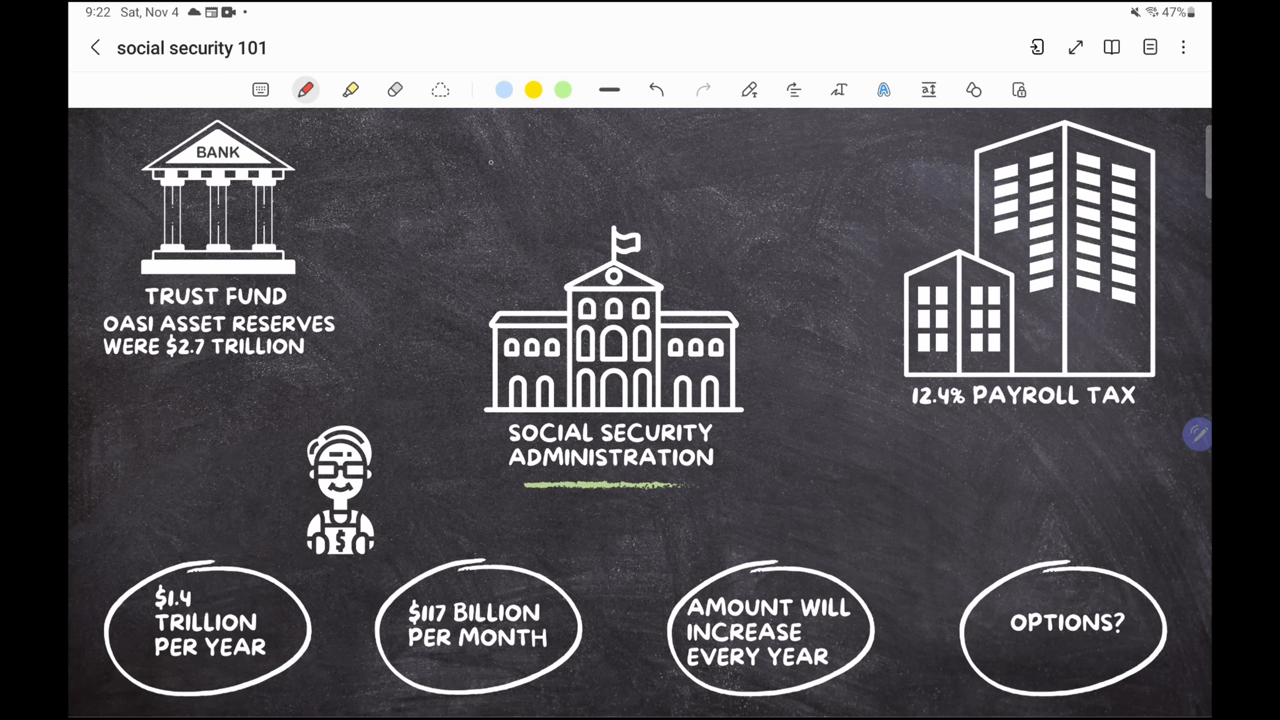 9:22 Sat, Nov 4
47%
social security 101
BANK
TRUST FUND
OASI ASSET RESERVES
WERE $2.7 TRILLION
SOCIAL SECURITY
ADMINISTRATION
12.4% PAYROLL TAX
$
$1.4
TRILLION
PER YEAR
$117 BILLION
PER MONTH
AMOUNT WILL
INCREASE
EVERY YEAR
OPTIONS?